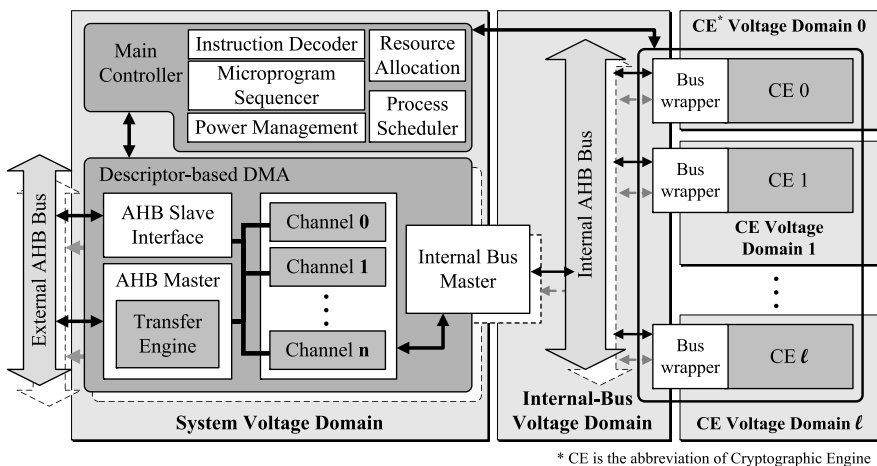 Main
Controller
Instruction Decoder
Microprogram
Sequencer
Power Management
Resource
Allocation
Process
Scheduler
CE* Voltage Domain 0
Bus
wrapper
CE 0
Bus
wrapper
CE 1
CE Voltage
Domain 1
Bus
wrapper
CE ℓ
CE Voltage Domain ℓ
External AHB Bus
Descriptor-based DMA
AHB Slave
Interface
AHB Master
Transfer
Engine
Channel 0
Channel 1
Channel n
Internal Bus
Master
Internal AHB Bus
System Voltage Domain
Internal-Bus
Voltage Domain
* CE is the abbreviation of Cryptographic Engine